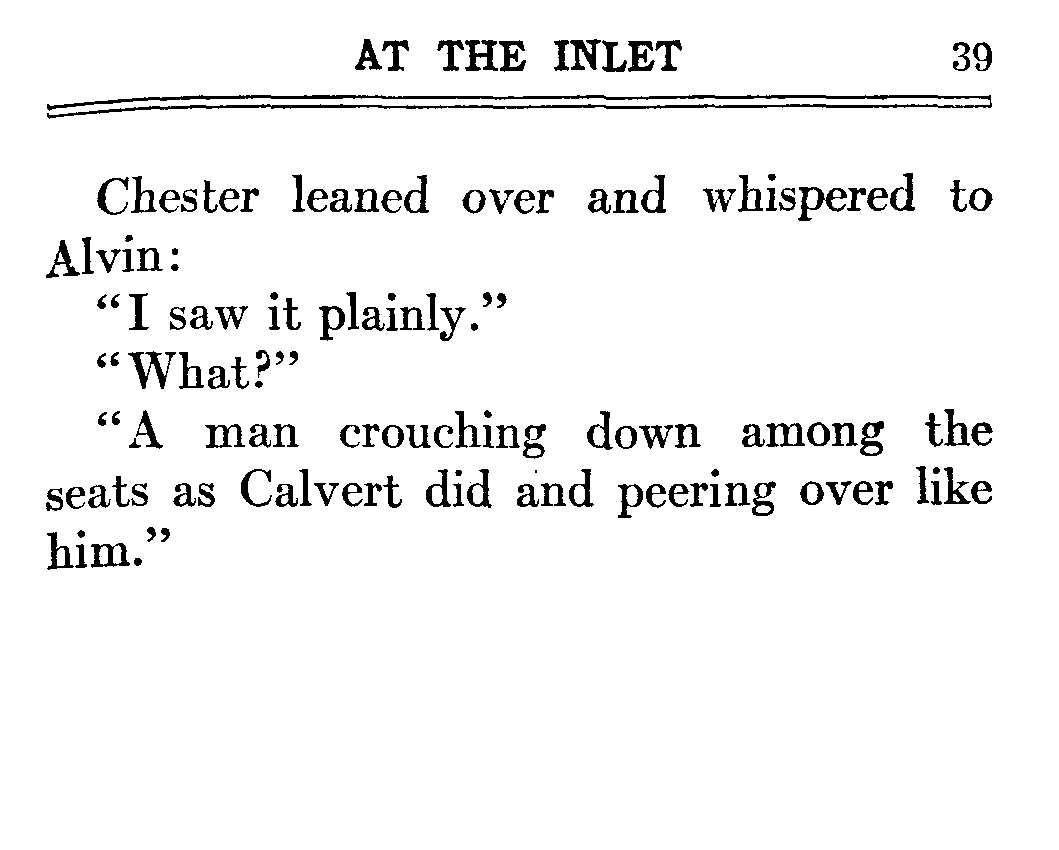 AT THE INLET 39
Chester leaned over and whispered to
Alvin:
“I saw it plainly.”
“What?”
“A man crouching down among the
seats as Calvert did and peering over like
him.”